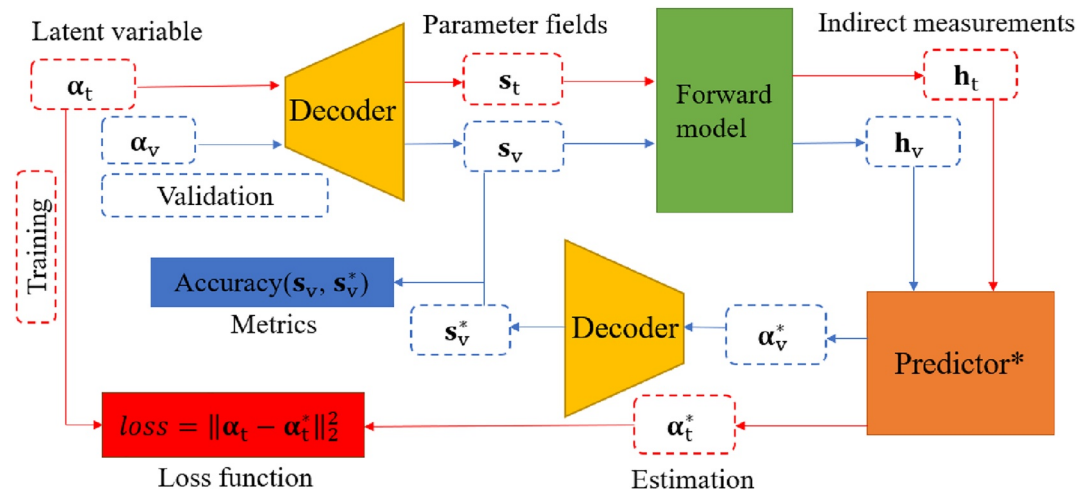 Latent variable
Parameter fields
Indirect measurements
α_t
Decoder
s_t
Forward
model
h_t
α_v
s_v
h_v
Validation
Training
Accuracy(s_v, s_v^*)
Metrics
s_v^*
Decoder
α_v^*
Predictor*
loss = ‖α_t − α_t^*‖_2^2
α_t^*
Loss function
Estimation